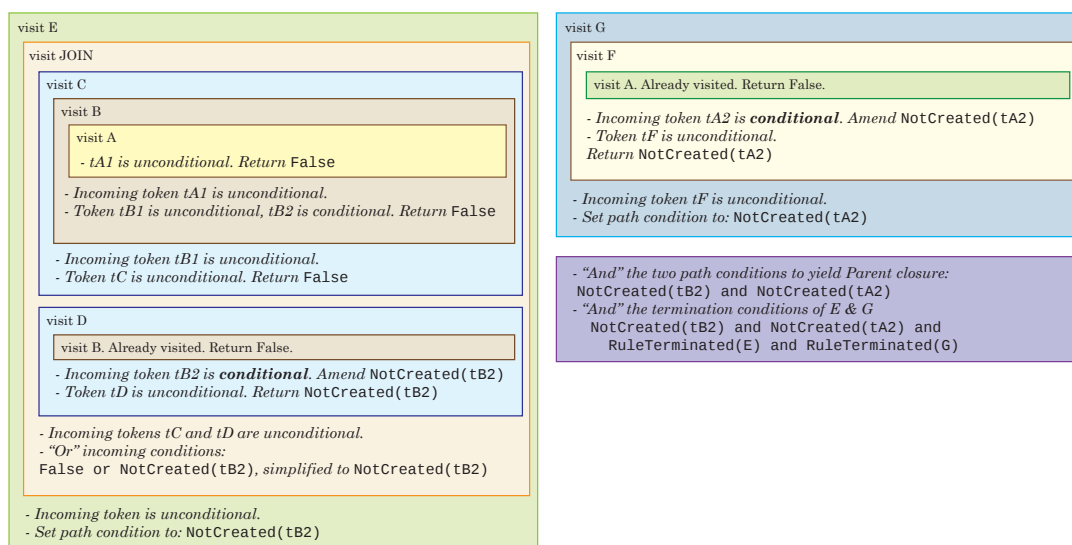 visit E
visit JOIN
visit C
visit B
visit A
- tA1 is unconditional. Return False
- Incoming token tA1 is unconditional.
- Token tB1 is unconditional, tB2 is conditional. Return False
- Incoming token tB1 is unconditional.
- Token tC is unconditional. Return False
visit D
visit B. Already visited. Return False.
- Incoming token tB2 is conditional. Amend NotCreated(tB2)
- Token tD is unconditional. Return NotCreated(tB2)
- Incoming tokens tC and tD are unconditional.
- “Or” incoming conditions:
False or NotCreated(tB2), simplified to NotCreated(tB2)
- Incoming token is unconditional.
- Set path condition to: NotCreated(tB2)
visit G
visit F
visit A. Already visited. Return False.
- Incoming token tA2 is conditional. Amend NotCreated(tA2)
- Token tF is unconditional.
Return NotCreated(tA2)
- Incoming token tF is unconditional.
- Set path condition to: NotCreated(tA2)
- “And” the two path conditions to yield Parent closure:
NotCreated(tB2) and NotCreated(tA2)
- “And” the termination conditions of E & G
NotCreated(tB2) and NotCreated(tA2) and
RuleTerminated(E) and RuleTerminated(G)